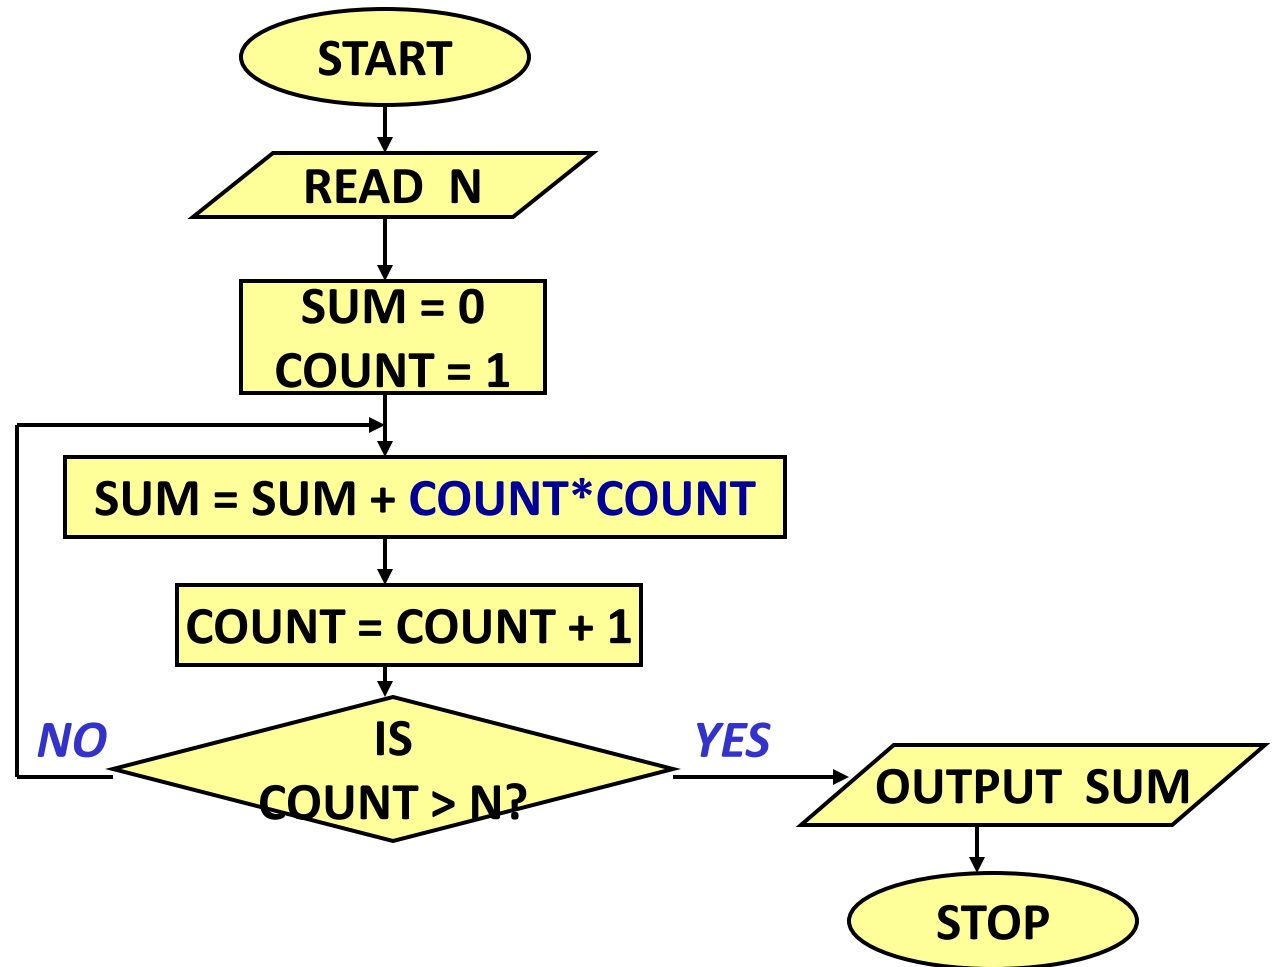 START
READ N
SUM = 0
COUNT = 1
SUM = SUM + COUNT*COUNT
COUNT = COUNT + 1
IS
COUNT > N?
NO
YES
OUTPUT SUM
STOP